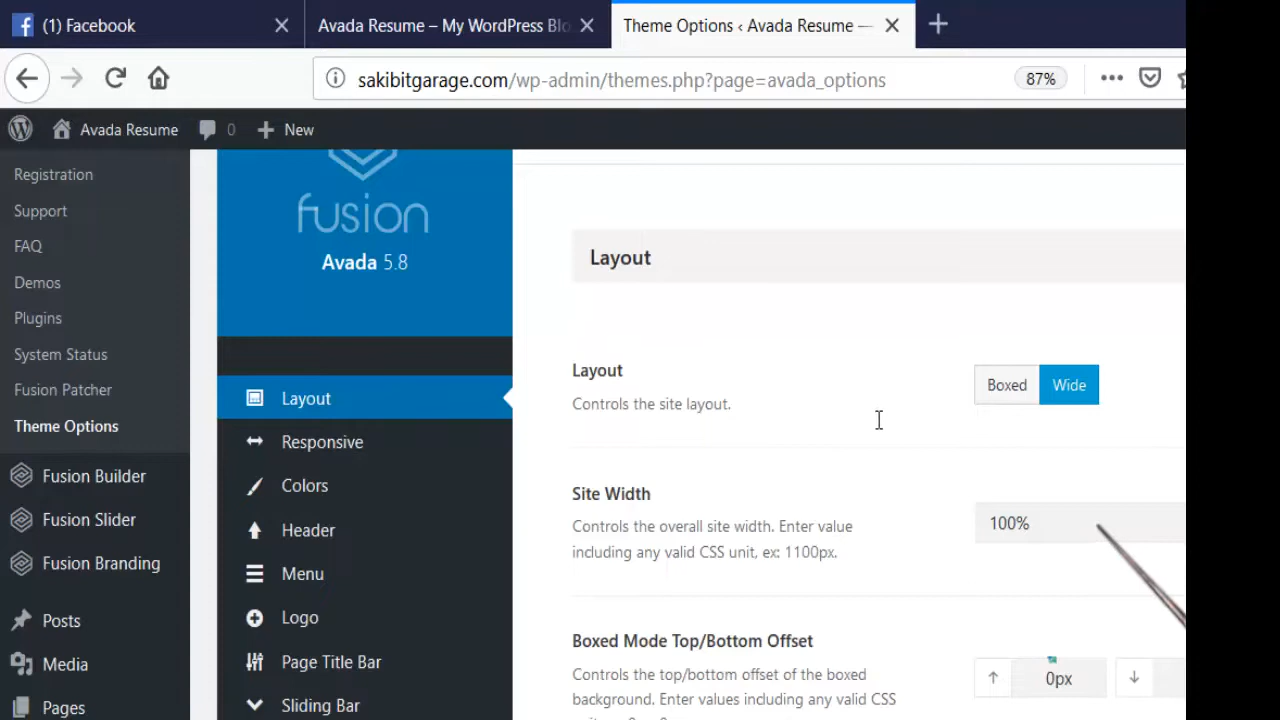 (1) Facebook
Avada Resume – My WordPress Blo
Theme Options ‹ Avada Resume —
sakibitgarage.com/wp-admin/themes.php?page=avada_options
87%
Avada Resume
0
New
Registration
Support
FAQ
Demos
Plugins
System Status
Fusion Patcher
Theme Options
Fusion Builder
Fusion Slider
Fusion Branding
Posts
Media
Pages
fusion
Avada 5.8
Layout
Responsive
Colors
Header
Menu
Logo
Page Title Bar
Sliding Bar
Layout
Layout
Controls the site layout.
Boxed
Wide
Site Width
Controls the overall site width. Enter value
including any valid CSS unit, ex: 1100px.
100%
Boxed Mode Top/Bottom Offset
Controls the top/bottom offset of the boxed
background. Enter values including any valid CSS
0px